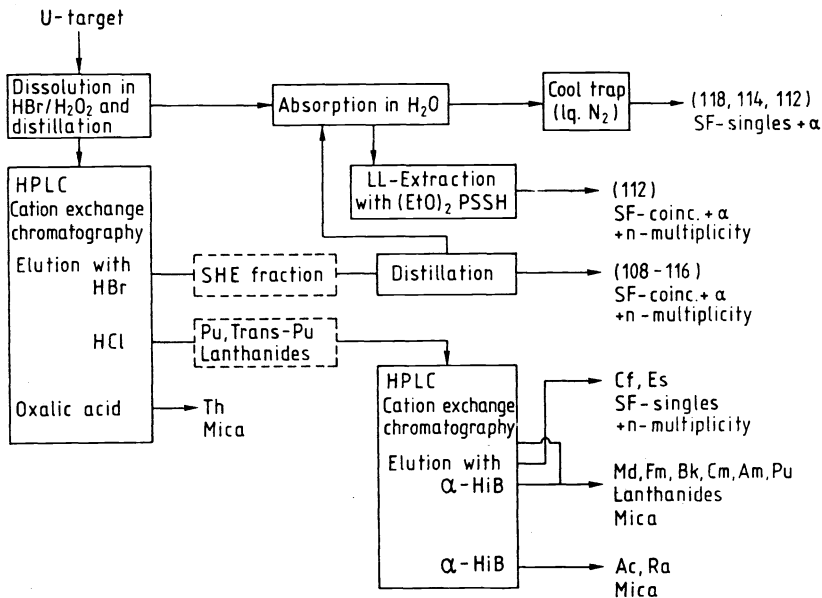 U-target
Dissolution in
HBr/H₂O₂ and
distillation
Absorption in H₂O
Cool trap
(lq. N₂)
(118, 114, 112)
SF-singles + α
LL-Extraction
with (EtO)₂ PSSH
(112)
SF-coinc. + α
+n-multiplicity
HPLC
Cation exchange
chromatography
Elution with
HBr
SHE fraction
Distillation
(108-116)
SF-coinc. + α
+n-multiplicity
HCl
Pu, Trans-Pu
Lanthanides
Oxalic acid
Th
Mica
HPLC
Cation exchange
chromatography
Elution with
α-HiB
Cf, Es
SF-singles
+n-multiplicity
Md, Fm, Bk, Cm, Am, Pu
Lanthanides
Mica
α-HiB
Ac, Ra
Mica